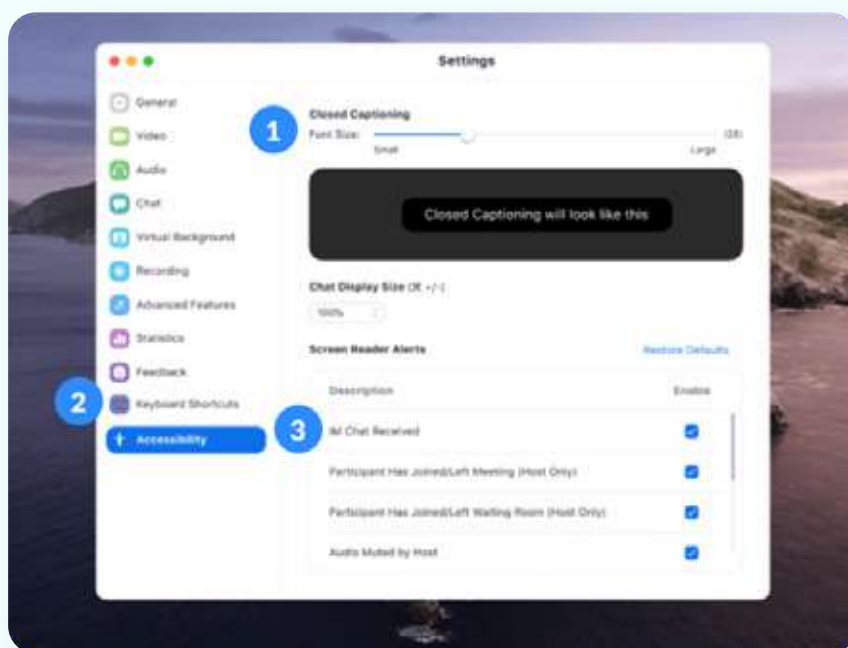 Settings
General
Video
Audio
Chat
Virtual Background
Recording
Advanced Features
Statistics
Feedback
2
Keyboard Shortcuts
Accessibility
1
Closed Captioning
Font Size:
Small
Large
Closed Captioning will look like this
Chat Display Size (⌘ +/-)
100%
Screen Reader Alerts
Restore Defaults
Description
Enable
3
IM Chat Received
Participant Has Joined/Left Meeting (Host Only)
Participant Has Joined/Left Waiting Room (Host Only)
Audio Muted by Host